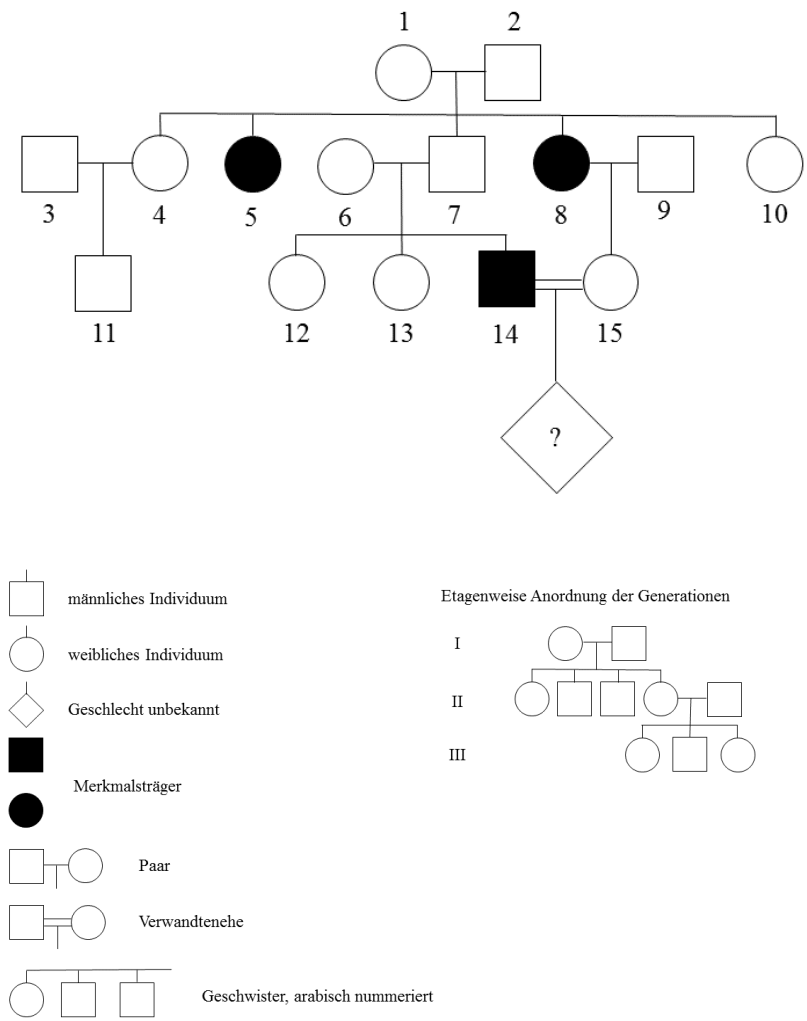 1 2
3 4 5 6 7 8 9 10
11 12 13 14 15
?
männliches Individuum
weibliches Individuum
Geschlecht unbekannt
Merkmalsträger
Paar
Verwandtenehe
Geschwister, arabisch nummeriert
Etagenweise Anordnung der Generationen
I
II
III